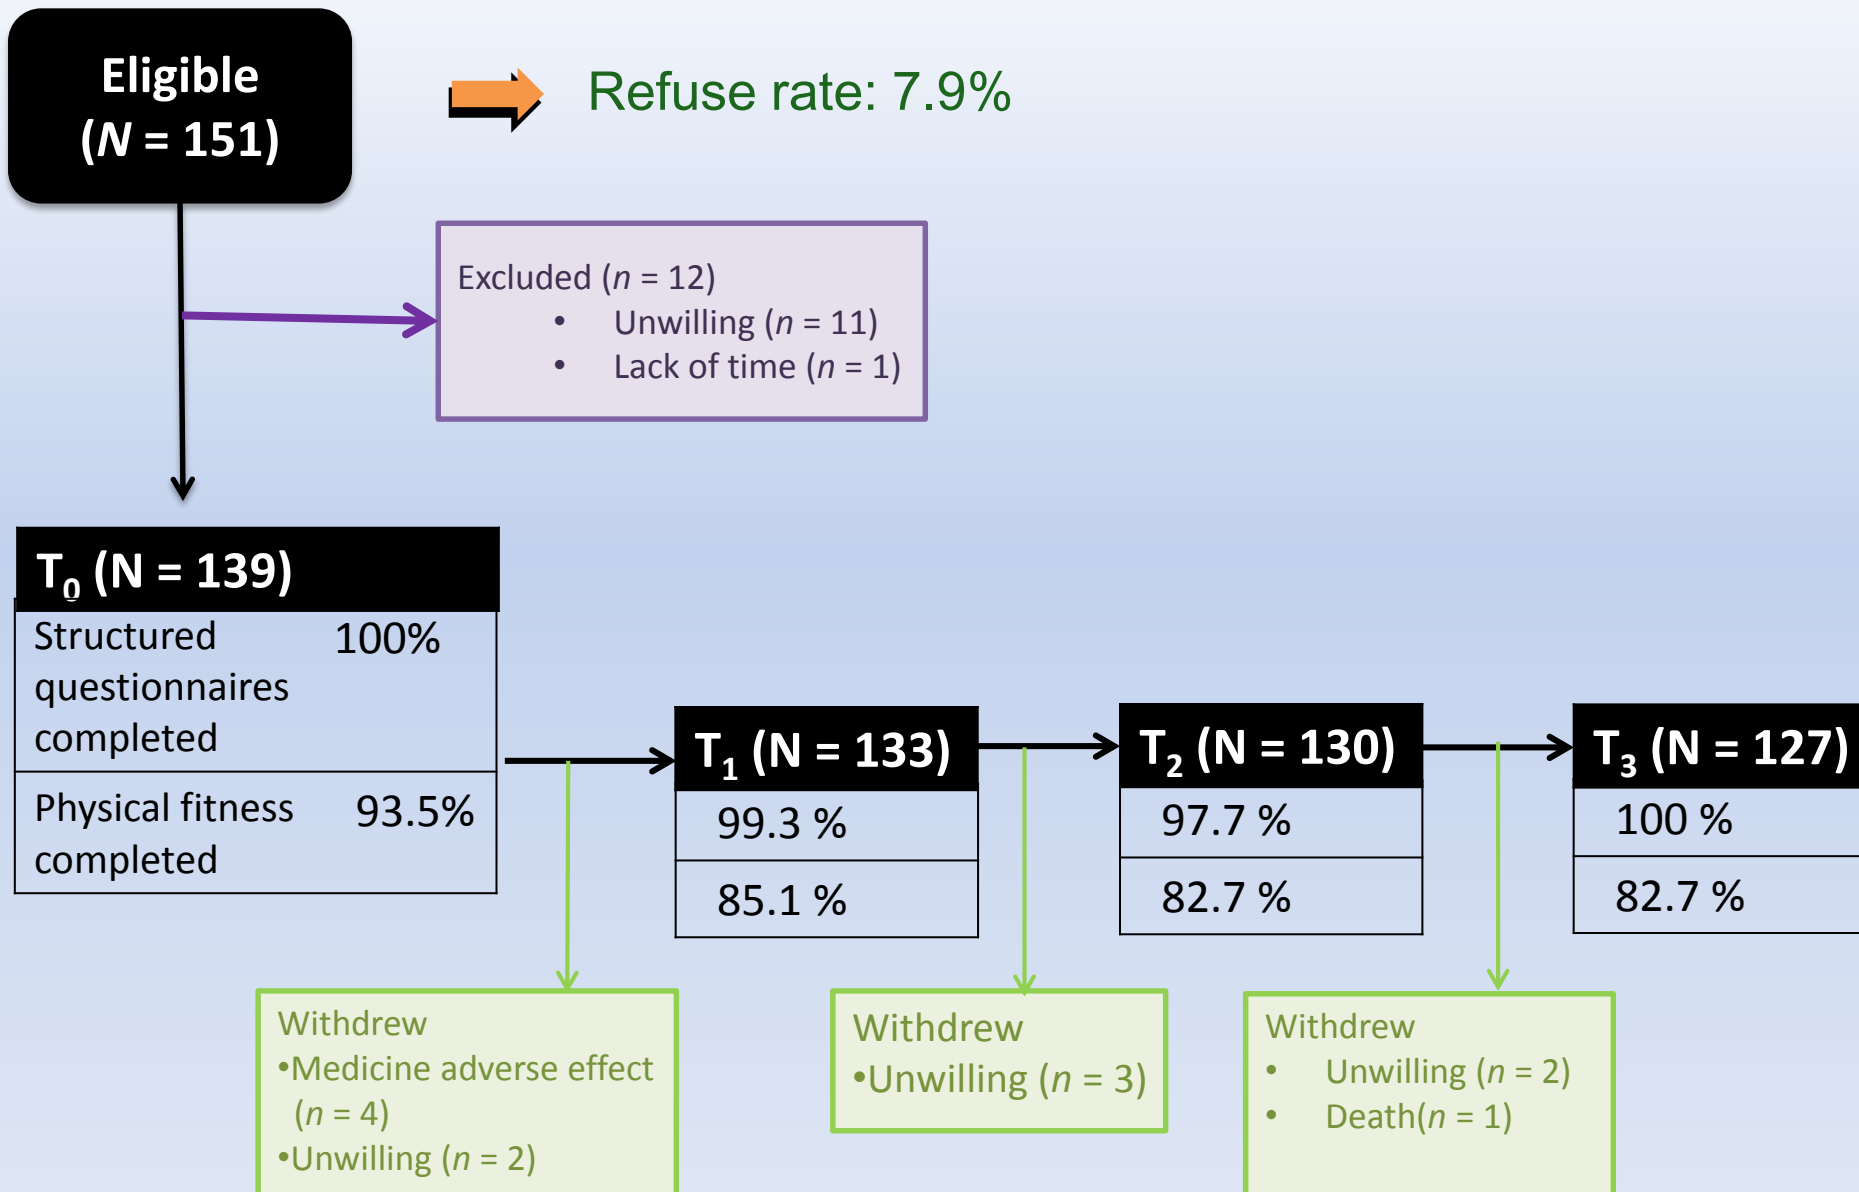 Eligible
(N = 151)
Refuse rate: 7.9%
Excluded (n = 12)
• Unwilling (n = 11)
• Lack of time (n = 1)
T0 (N = 139)
Structured questionnaires completed 100%
Physical fitness completed 93.5%
T1 (N = 133)
99.3 %
85.1 %
T2 (N = 130)
97.7 %
82.7 %
T3 (N = 127)
100 %
82.7 %
Withdrew
•Medicine adverse effect
(n = 4)
•Unwilling (n = 2)
Withdrew
•Unwilling (n = 3)
Withdrew
• Unwilling (n = 2)
• Death(n = 1)